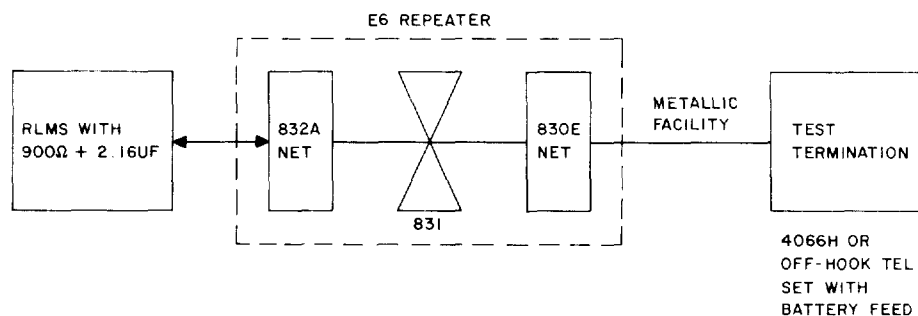 E6 REPEATER
RLMS WITH
900Ω + 2.16UF
832A
NET
831
830E
NET
METALLIC
FACILITY
TEST
TERMINATION
4066H OR
OFF-HOOK TEL
SET WITH
BATTERY FEED